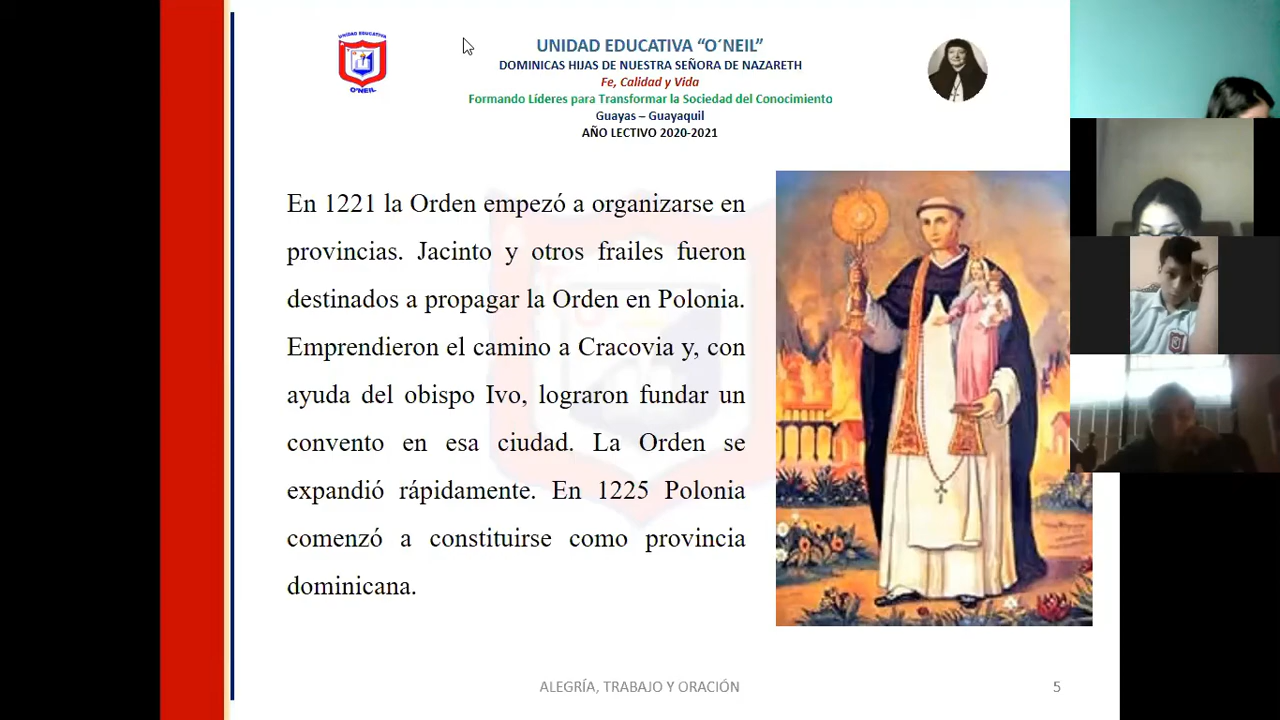 UNIDAD EDUCATIVA
O'NEIL
UNIDAD EDUCATIVA “O´NEIL”
DOMINICAS HIJAS DE NUESTRA SEÑORA DE NAZARETH
Fe, Calidad y Vida
Formando Líderes para Transformar la Sociedad del Conocimiento
Guayas – Guayaquil
AÑO LECTIVO 2020-2021
En 1221 la Orden empezó a organizarse en
provincias. Jacinto y otros frailes fueron
destinados a propagar la Orden en Polonia.
Emprendieron el camino a Cracovia y, con
ayuda del obispo Ivo, lograron fundar un
convento en esa ciudad. La Orden se
expandió rápidamente. En 1225 Polonia
comenzó a constituirse como provincia
dominicana.
ALEGRÍA, TRABAJO Y ORACIÓN
5